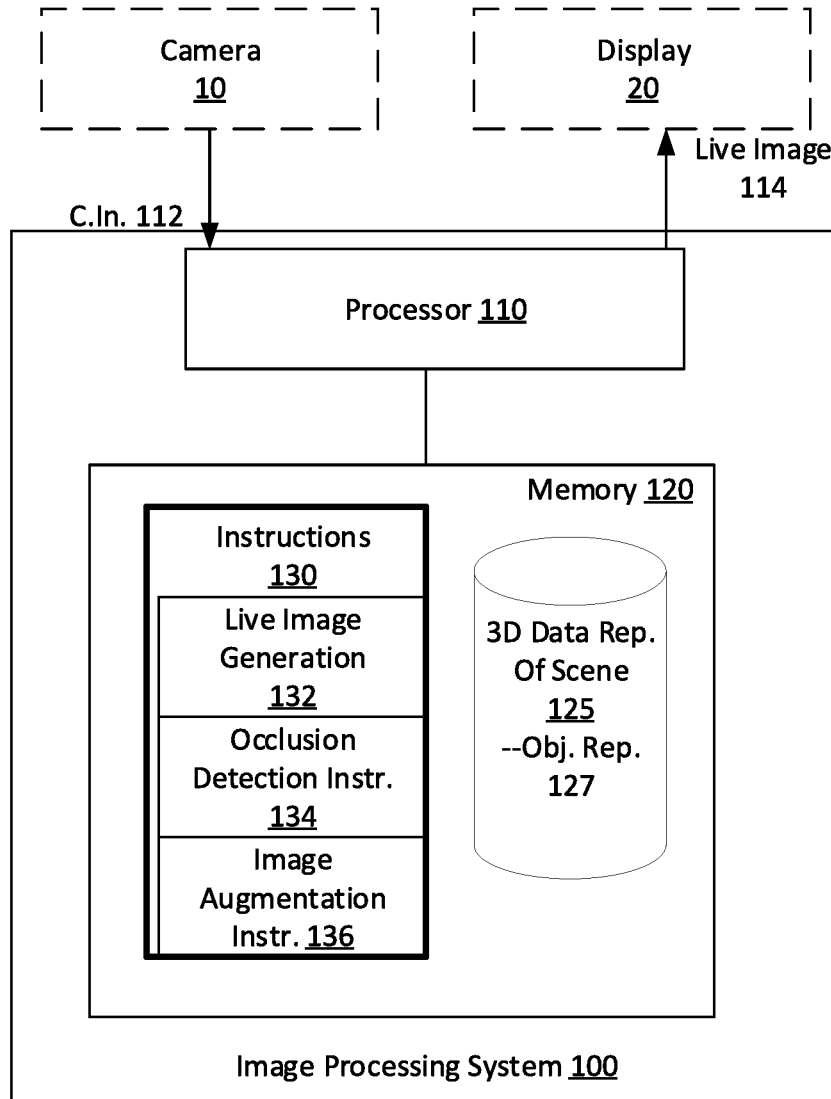 Camera
10
Display
20
Live Image
114
C.In. 112
Processor 110
Memory 120
Instructions
130
Live Image
Generation
132
Occlusion
Detection Instr.
134
Image
Augmentation
Instr. 136
3D Data Rep.
Of Scene
125
--Obj. Rep.
127
Image Processing System 100